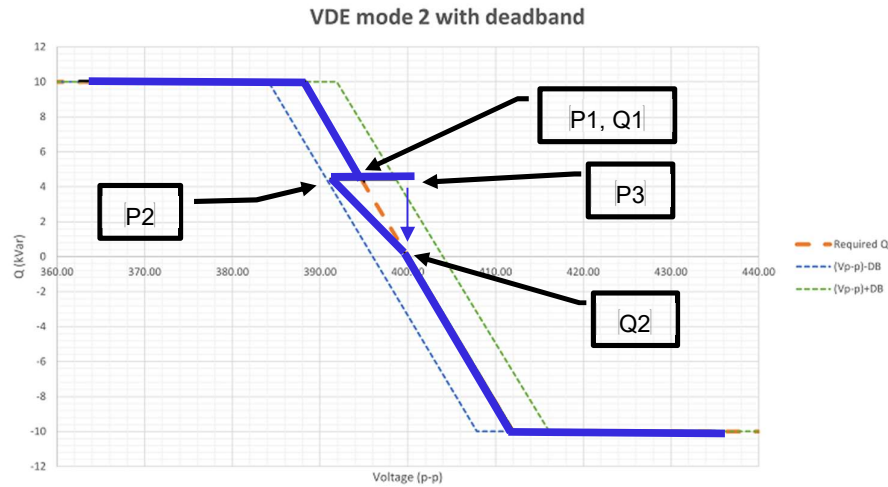 VDE mode 2 with deadband
12
10
8
6
4
2
0
-2
-4
-6
-8
-10
-12
Q (kVar)
360.00 370.00 380.00 390.00 400.00 410.00 420.00 430.00 440.00
Voltage (p-p)
P1, Q1
P3
P2
Q2
Required Q
(Vp-p)-DB
(Vp-p)+DB